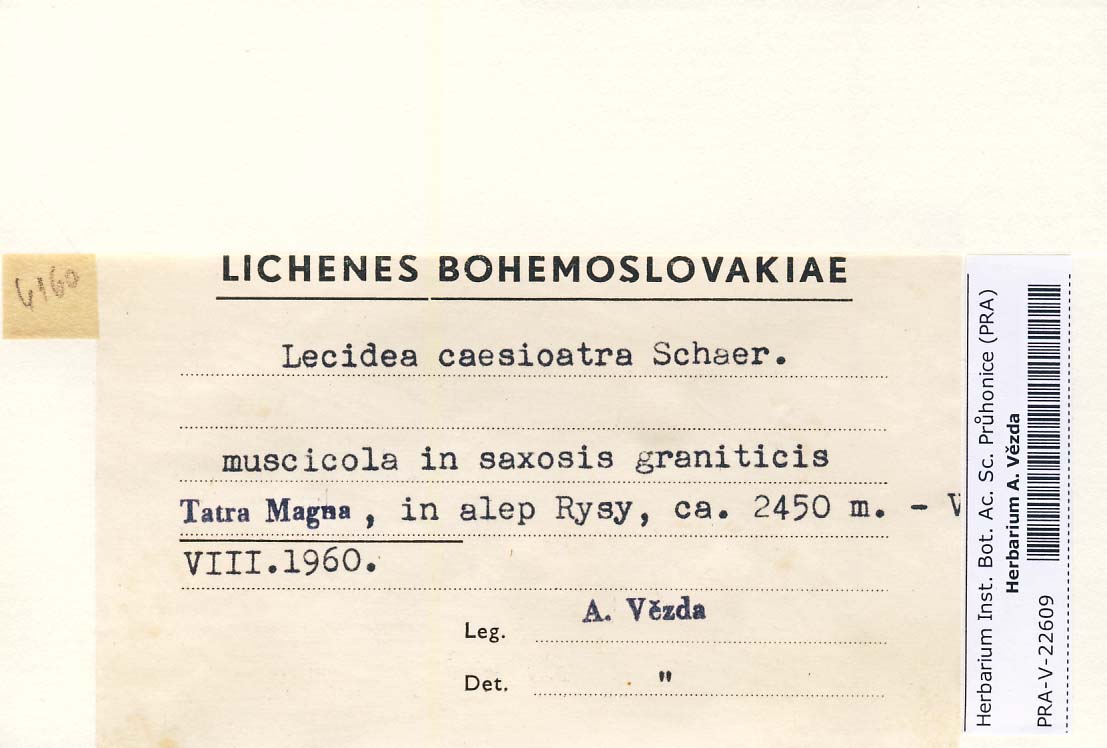 LICHENES BOHEMOSLOVAKIAE
4160
Lecidea caesioatra Schaer.
muscicola in saxosis graniticis
Tatra Magna, in alep Rysy, ca. 2450 m. - V
VIII.1960.
A. Vězda
Leg.
Det. "
Herbarium Inst. Bot. Ac. Sc. Průhonice (PRA)
Herbarium A. Vězda
PRA-V-22609